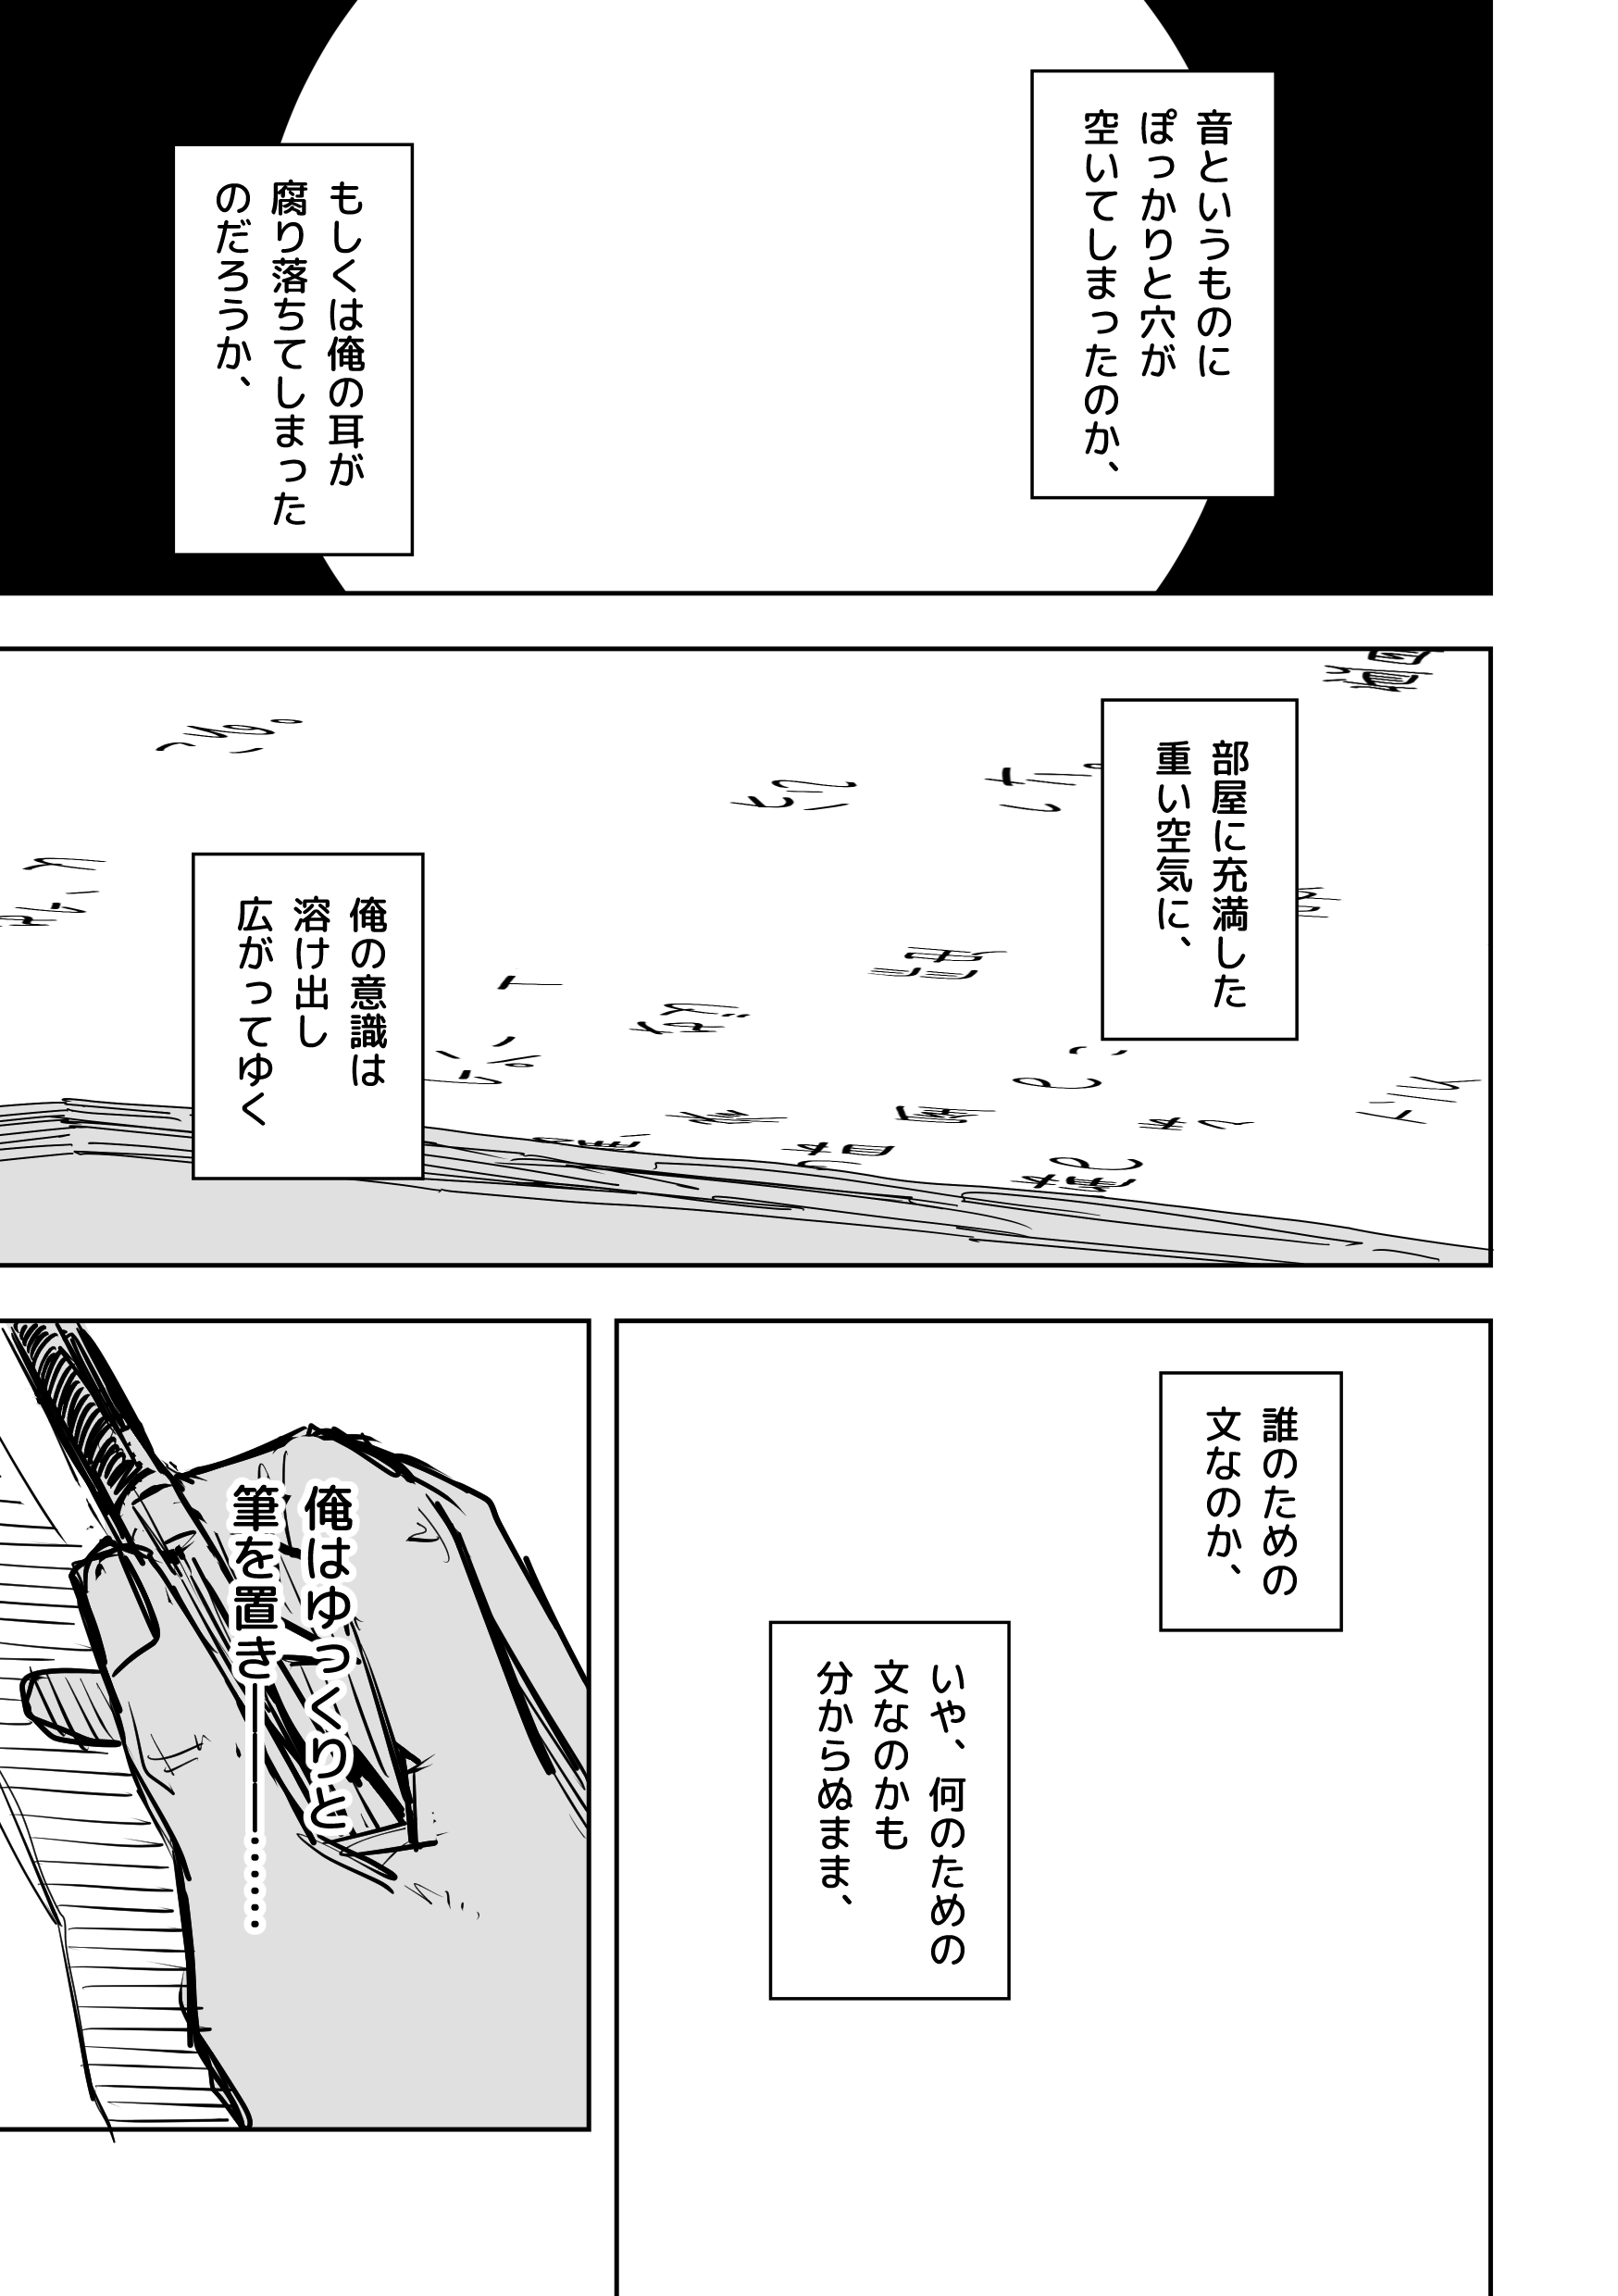 音というものに
ぽっかりと穴が
空いてしまったのか、
もしくは俺の耳が
腐り落ちてしまった
のだろうか、
部屋に充満した
重い空気に、
俺の意識は
溶け出し
広がってゆく
誰のための
文なのか、
いや、何のための
文なのかも
分からぬまま、
俺はゆっくりと
筆を置き―――……